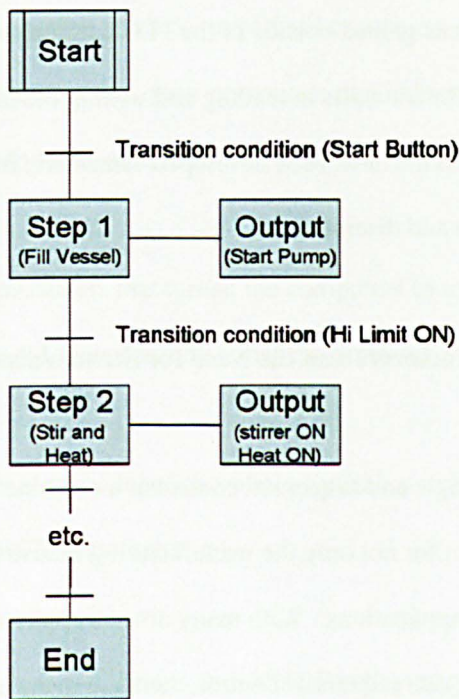 Start
Transition condition (Start Button)
Step 1
(Fill Vessel)
Output
(Start Pump)
Transition condition (Hi Limit ON)
Step 2
(Stir and
Heat)
Output
(stirrer ON
Heat ON)
etc.
End